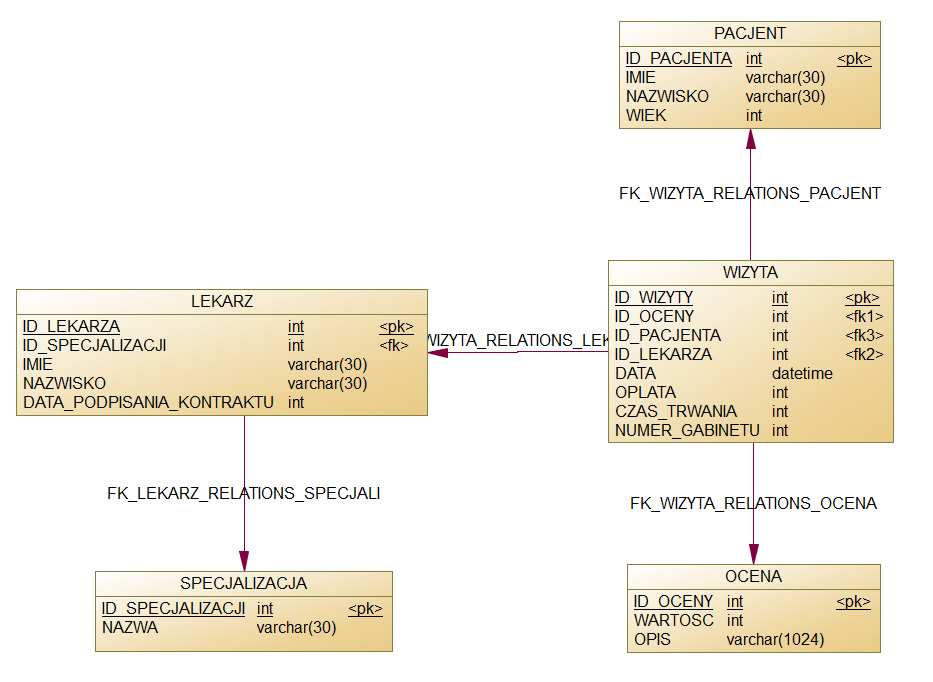 PACJENT
ID_PACJENTA int <pk>
IMIE varchar(30)
NAZWISKO varchar(30)
WIEK int
FK_WIZYTA_RELATIONS_PACJENT
WIZYTA
ID_WIZYTY int <pk>
ID_OCENY int <fk1>
ID_PACJENTA int <fk3>
ID_LEKARZA int <fk2>
DATA datetime
OPLATA int
CZAS_TRWANIA int
NUMER_GABINETU int
LEKARZ
ID_LEKARZA int <pk>
ID_SPECJALIZACJI int <fk>
IMIE varchar(30)
NAZWISKO varchar(30)
DATA_PODPISANIA_KONTRAKTU int
WIZYTA_RELATIONS_LEK
FK_LEKARZ_RELATIONS_SPECJALI
FK_WIZYTA_RELATIONS_OCENA
SPECJALIZACJA
ID_SPECJALIZACJI int <pk>
NAZWA varchar(30)
OCENA
ID_OCENY int <pk>
WARTOSC int
OPIS varchar(1024)